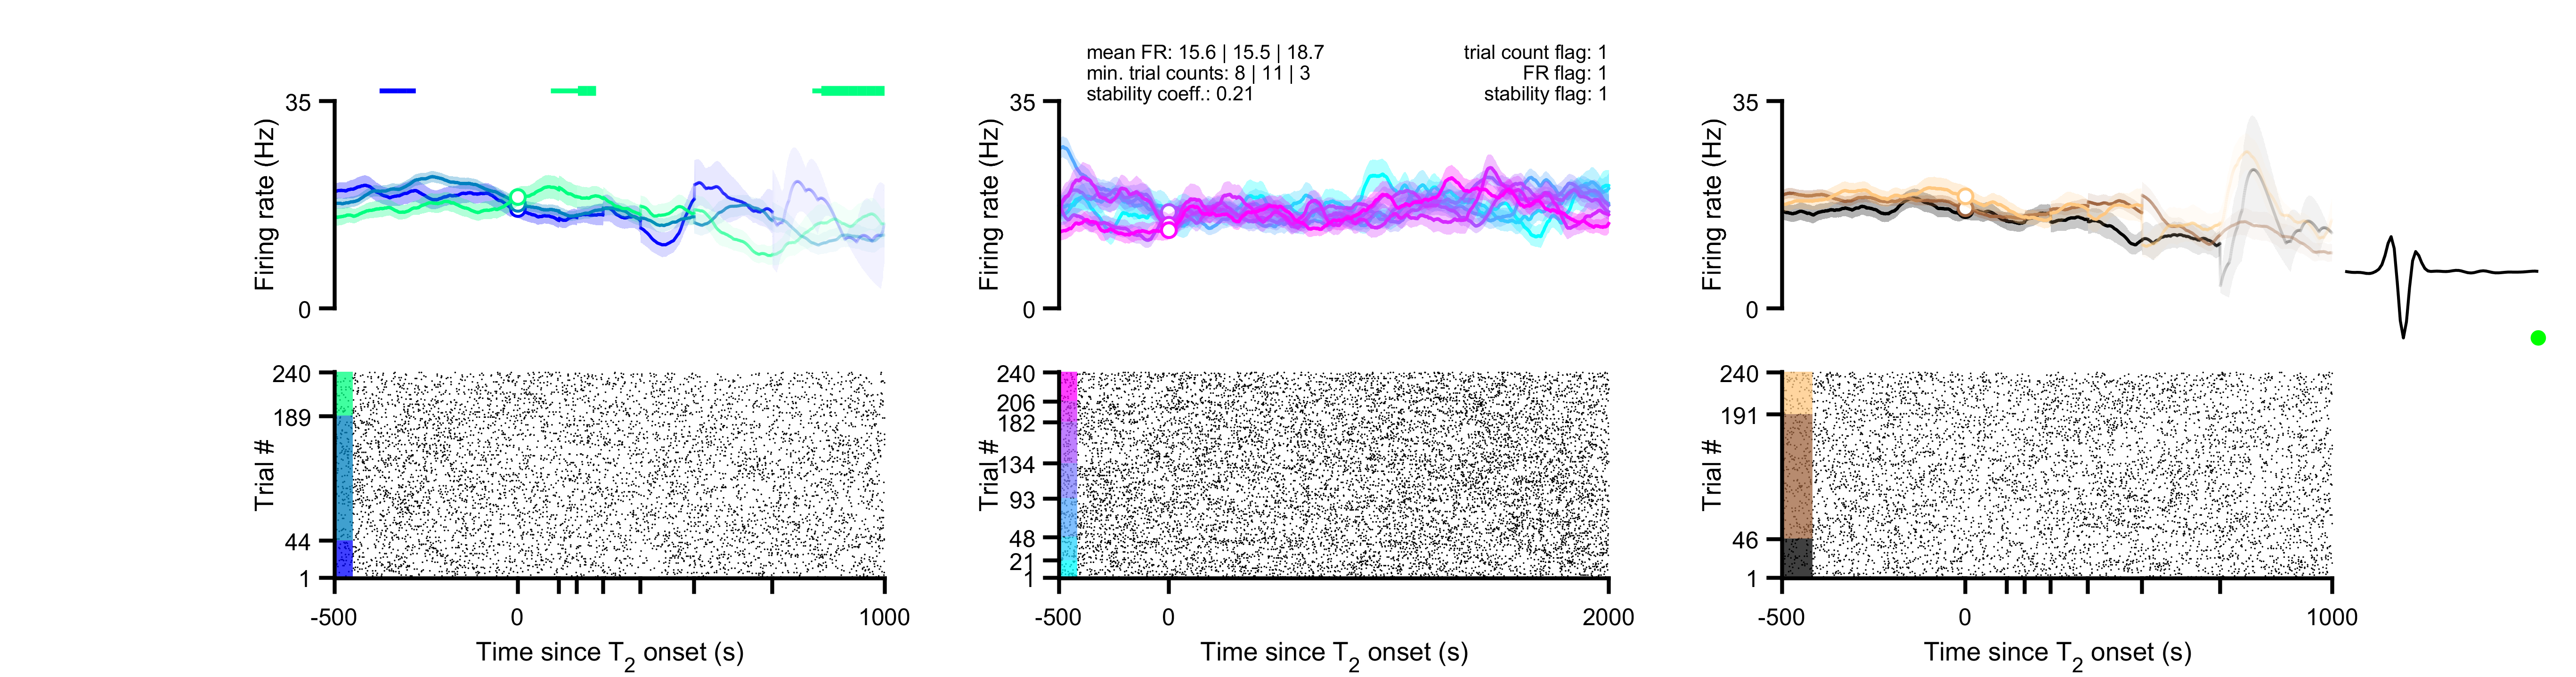 mean FR: 15.6 | 15.5 | 18.7
min. trial counts: 8 | 11 | 3
stability coeff.: 0.21
trial count flag: 1
FR flag: 1
stability flag: 1
35
Firing rate (Hz)
0
35
Firing rate (Hz)
0
35
Firing rate (Hz)
0
240
189
Trial #
44
1
-500
0
1000
Time since T2 onset (s)
240
206
182
134
Trial #
93
48
21
1
-500
0
2000
Time since T2 onset (s)
240
191
Trial #
46
1
-500
0
1000
Time since T2 onset (s)